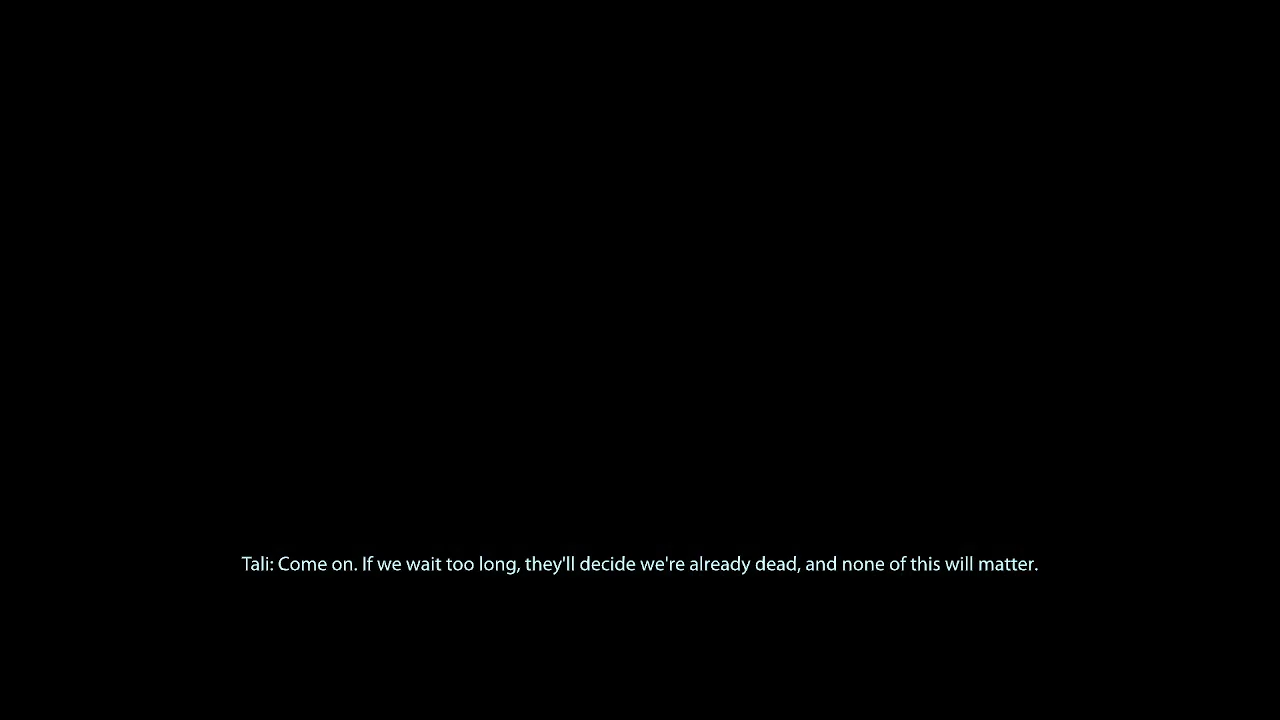 Tali: Come on. If we wait too long, they'll decide we're already dead, and none of this will matter.